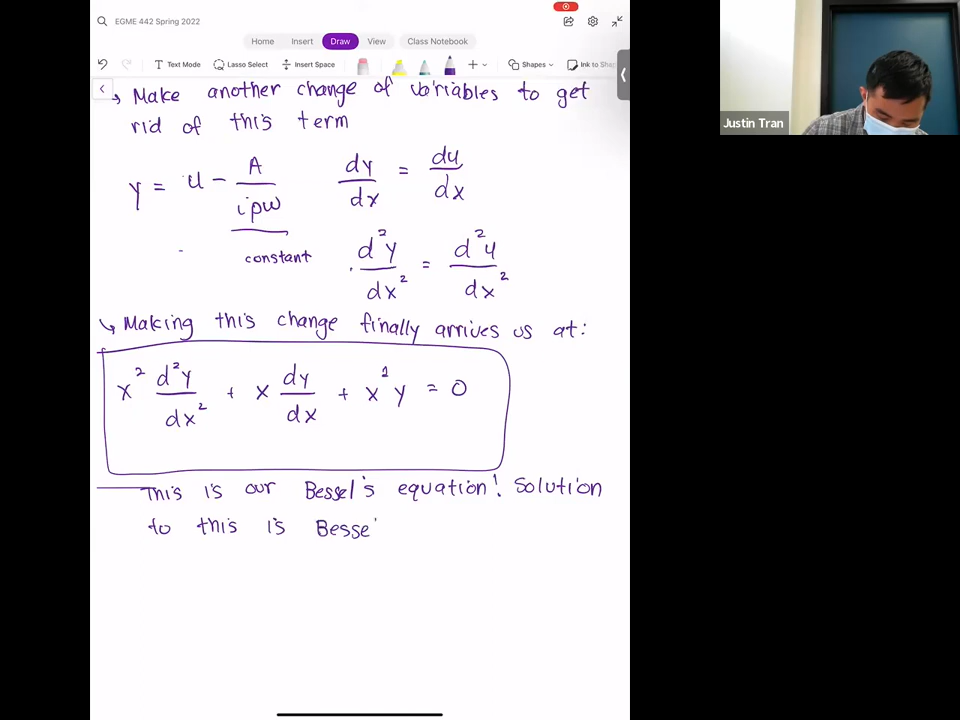 EGME 442 Spring 2022
Home Insert Draw View Class Notebook
Text Mode Lasso Select Insert Space Shapes Ink to Shap
Make another change of variables to get
rid of this term
y = u - A/ipω dy/dx = du/dx
constant d²y/dx² = d²u/dx²
Making this change finally arrives us at:
x² d²y/dx² + x dy/dx + x² y = 0
This is our Bessel's equation! Solution
to this is Besse'
Justin Tran